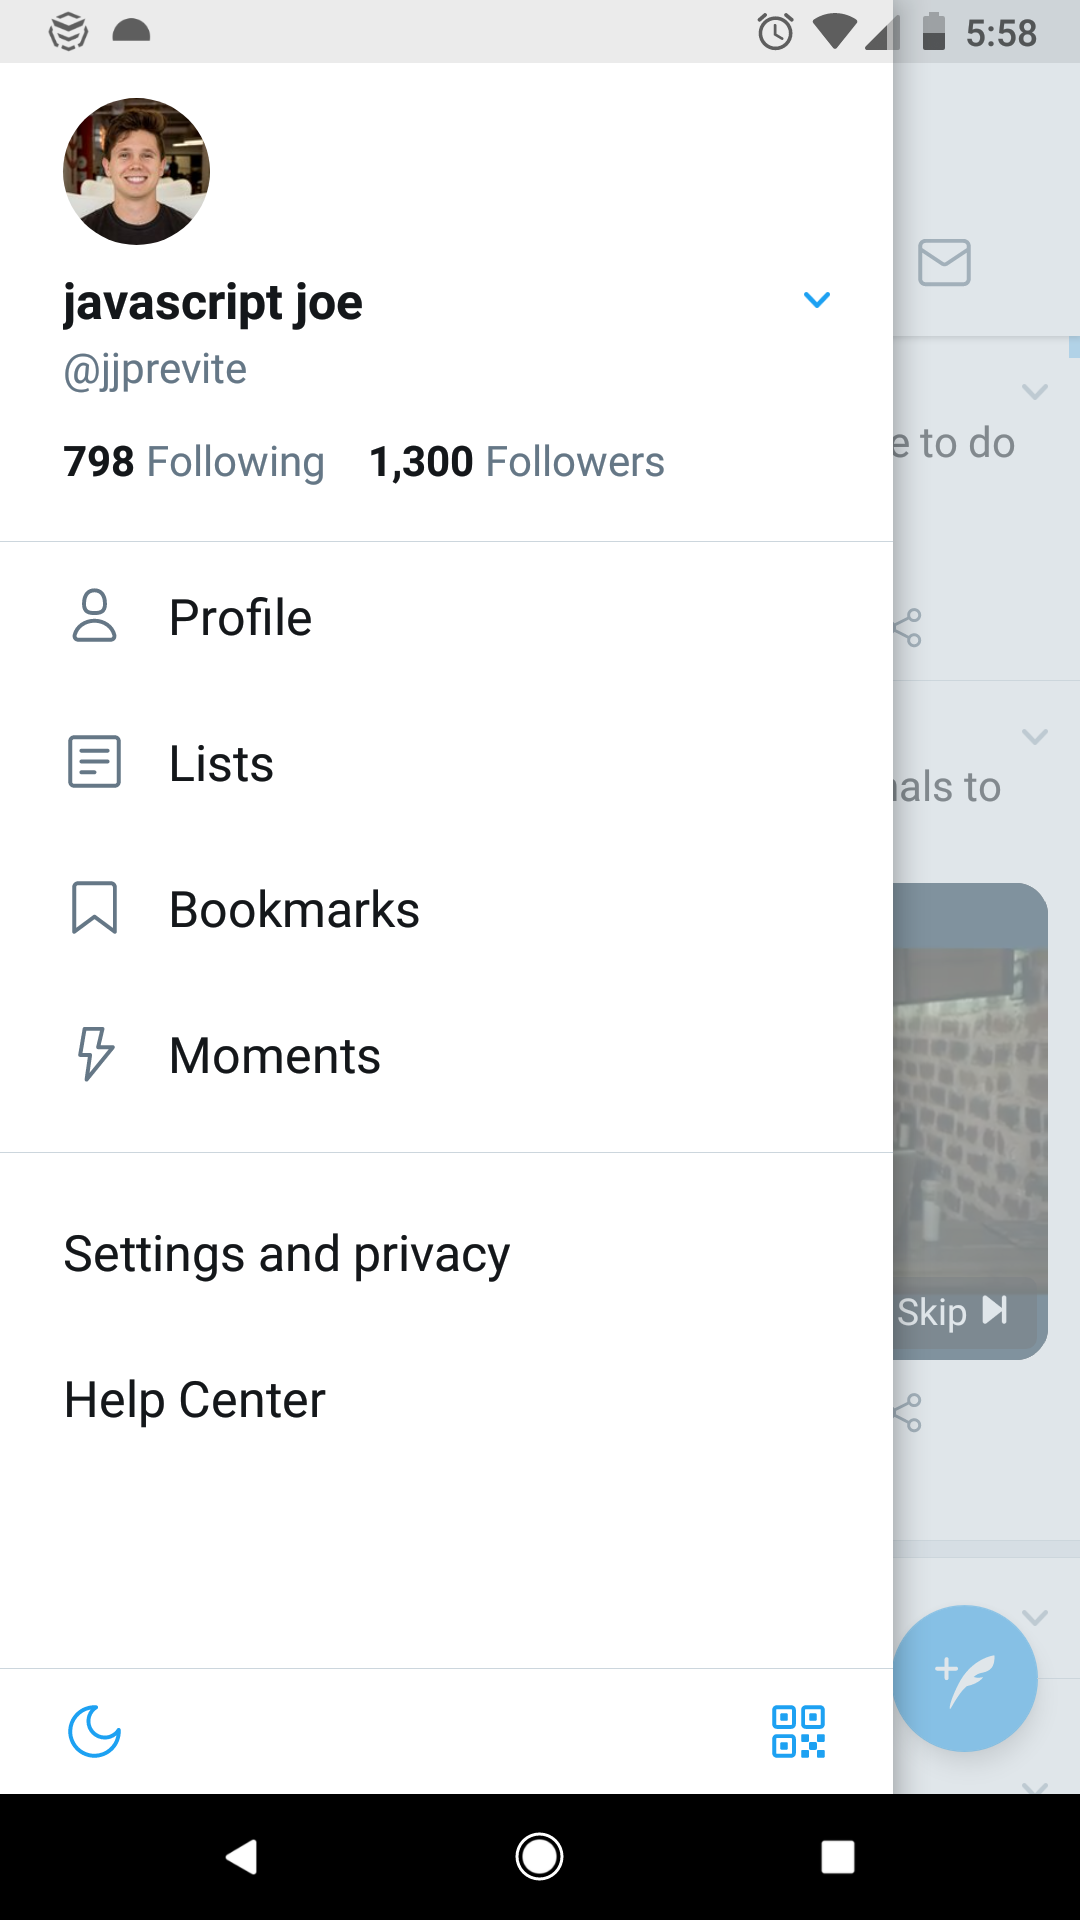 5:58
javascript joe
@jjprevite
798 Following 1,300 Followers
e to do
Profile
Lists
als to
Bookmarks
Moments
Settings and privacy
Skip
Help Center